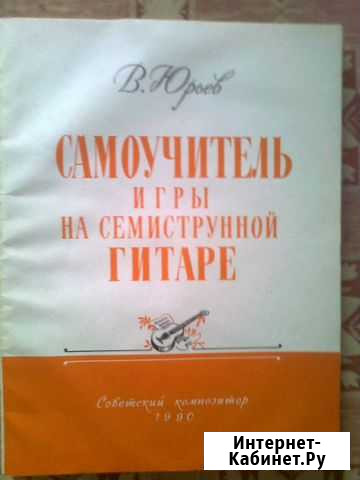 В. Юрьев
САМОУЧИТЕЛЬ
ИГРЫ
НА СЕМИСТРУННОЙ
ГИТАРЕ
Советский композитор
1990
Интернет-
Кабинет.Ру